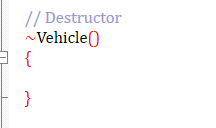 // Destructor
~Vehicle()
{
}